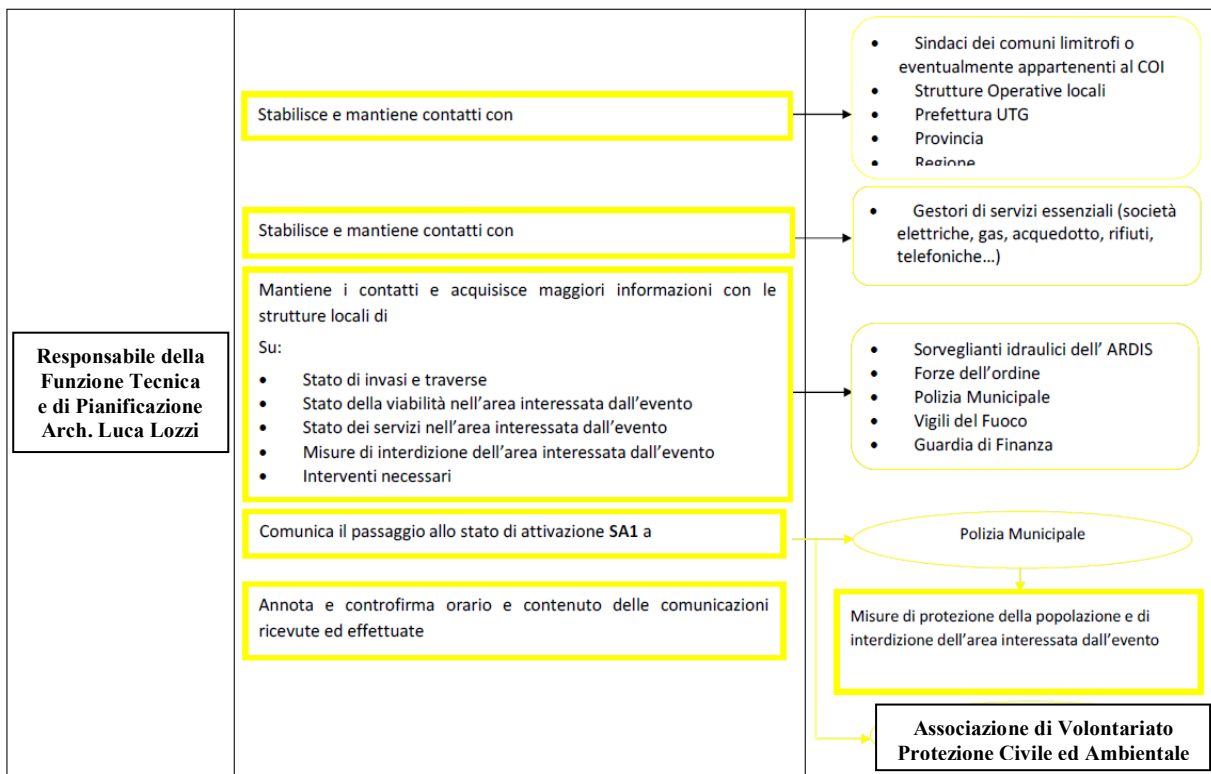 Responsabile della
Funzione Tecnica
e di Pianificazione
Arch. Luca Lozzi
Stabilisce e mantiene contatti con
• Sindaci dei comuni limitrofi o
eventualmente appartenenti al COI
• Strutture Operative locali
• Prefettura UTG
• Provincia
• Regione
Stabilisce e mantiene contatti con
• Gestori di servizi essenziali (società
elettriche, gas, acquedotto, rifiuti,
telefoniche…)
Mantiene i contatti e acquisisce maggiori informazioni con le
strutture locali di
Su:
• Stato di invasi e traverse
• Stato della viabilità nell’area interessata dall’evento
• Stato dei servizi nell’area interessata dall’evento
• Misure di interdizione dell’area interessata dall’evento
• Interventi necessari
• Sorveglianti idraulici dell’ ARDIS
• Forze dell’ordine
• Polizia Municipale
• Vigili del Fuoco
• Guardia di Finanza
Comunica il passaggio allo stato di attivazione SA1 a
Polizia Municipale
Misure di protezione della popolazione e di
interdizione dell’area interessata dall’evento
Associazione di Volontariato
Protezione Civile ed Ambientale
Annota e controfirma orario e contenuto delle comunicazioni
ricevute ed effettuate